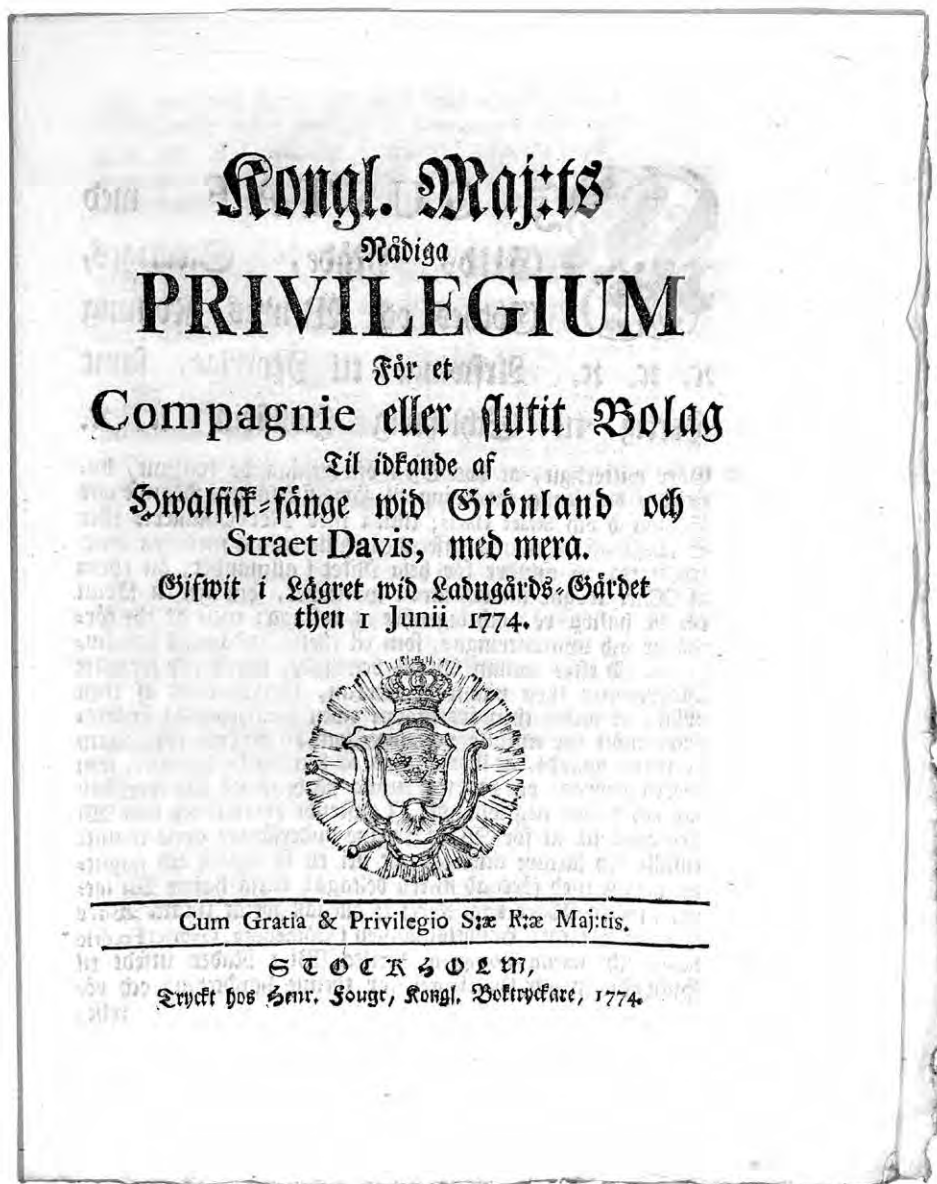 Kongl. Maj:ts
Nådiga
PRIVILEGIUM
För et
Compagnie eller slutit Bolag
Til idkande af
Hwalfisk-fänge wid Grönland och
Straet Davis, med mera.
Gifwit i Lägret wid Ladugårds-Gärdet
then 1 Junii 1774.
Cum Gratia & Privilegio S:æ R:æ Maj:tis.
STOCKHOLM,
Tryckt hos Henr. Fougt, Kongl. Boktryckare, 1774.